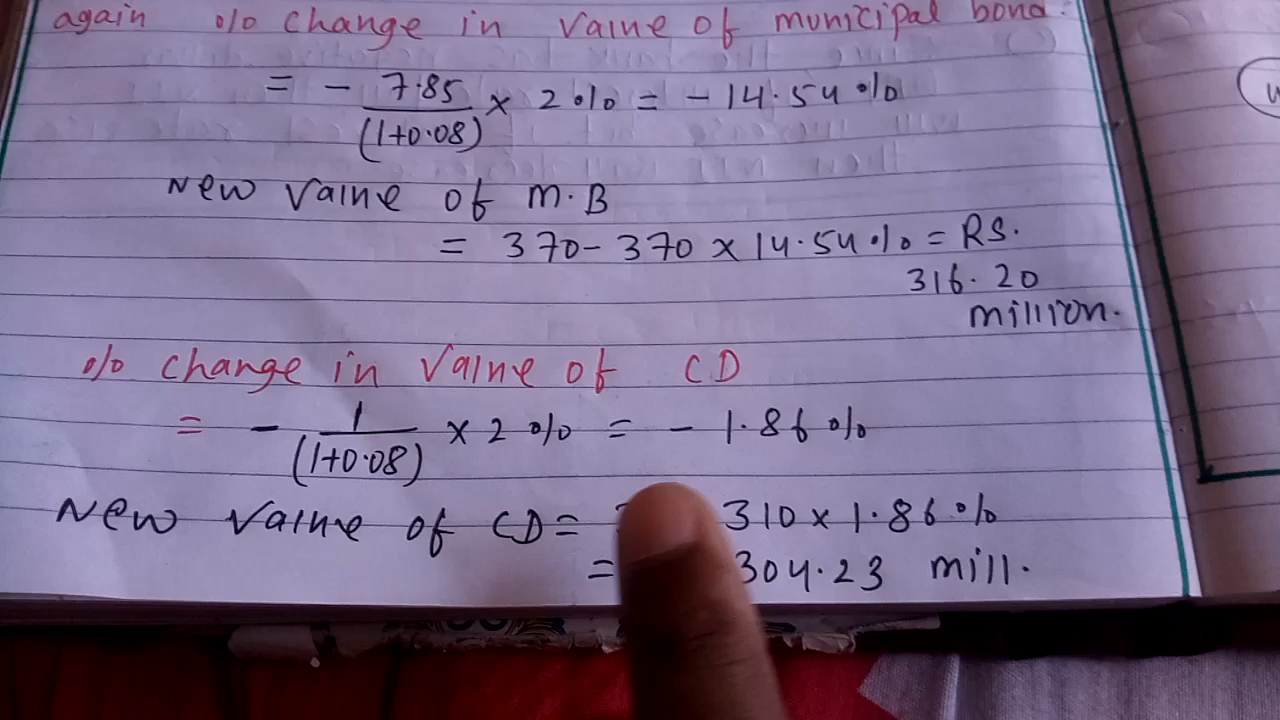 again % change in value of municipal bond:
= - 7.85 / (1+0.08) × 2% = - 14.54%
New value of M.B
= 370 - 370 × 14.54% = RS.
316.20
million.
% change in value of CD
= - 1 / (1+0.08) × 2% = - 1.86%
New value of CD = 310 × 1.86%
= 304.23 mill.